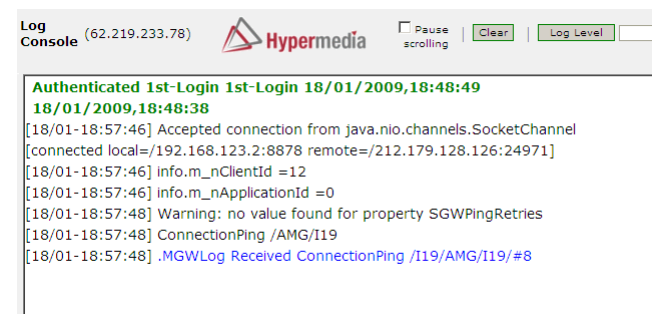 Log
Console (62.219.233.78) Hypermedia Pause scrolling | Clear | Log Level
Authenticated 1st-Login 1st-Login 18/01/2009,18:48:49
18/01/2009,18:48:38
[18/01-18:57:46] Accepted connection from java.nio.channels.SocketChannel
[connected local=/192.168.123.2:8878 remote=/212.179.128.126:24971]
[18/01-18:57:46] info.m_nClientId =12
[18/01-18:57:46] info.m_nApplicationId =0
[18/01-18:57:48] Warning: no value found for property SGWPingRetries
[18/01-18:57:48] ConnectionPing /AMG/I19
[18/01-18:57:48] .MGWLog Received ConnectionPing /I19/AMG/I19/#8